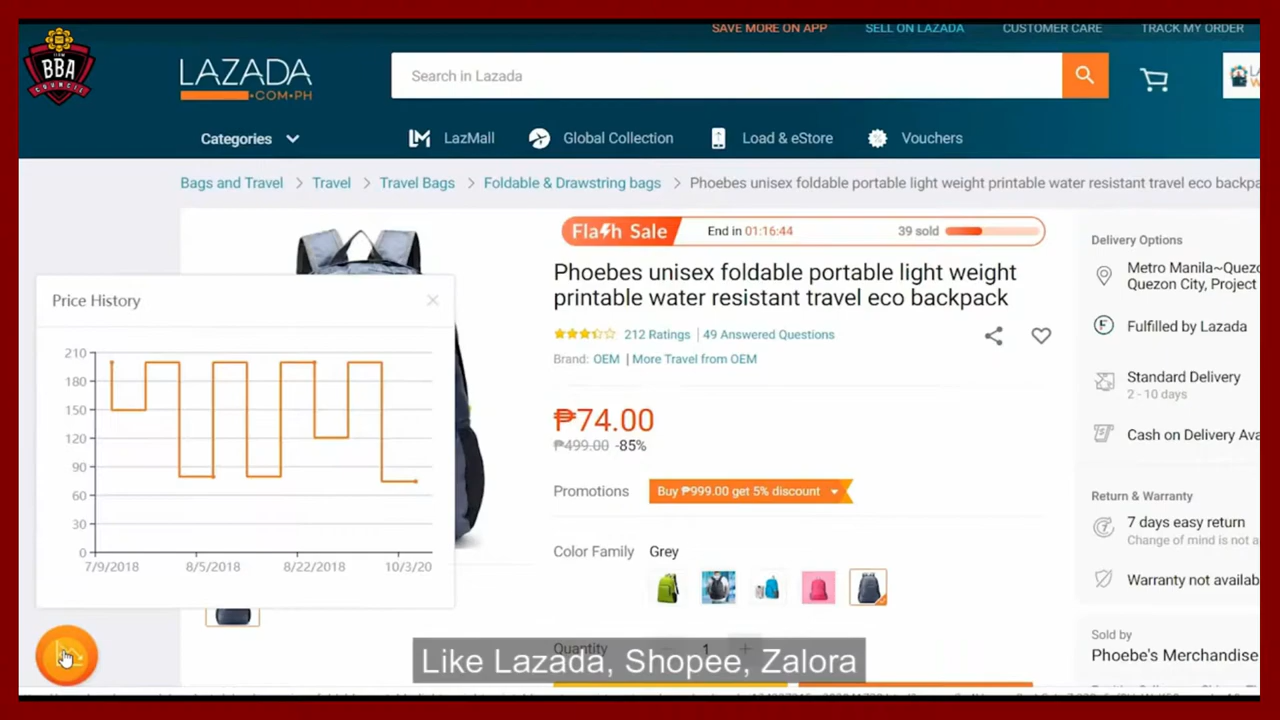 SAVE MORE ON APP SELL ON LAZADA CUSTOMER CARE TRACK MY ORDER
BBA
COUNCIL
LAZADA
.COM.PH
Search in Lazada
Categories LazMall Global Collection Load & eStore Vouchers
Bags and Travel > Travel > Travel Bags > Foldable & Drawstring bags > Phoebes unisex foldable portable light weight printable water resistant travel eco backpa
Flash Sale End in 01:16:44 39 sold
Phoebes unisex foldable portable light weight
printable water resistant travel eco backpack
212 Ratings | 49 Answered Questions
Brand: OEM | More Travel from OEM
₱74.00
₱499.00 -85%
Promotions Buy ₱999.00 get 5% discount
Color Family Grey
Quantity 1
Delivery Options
Metro Manila~Quezo
Quezon City, Project
Fulfilled by Lazada
Standard Delivery
2 - 10 days
Cash on Delivery Ava
Return & Warranty
7 days easy return
Change of mind is not a
Warranty not availab
Sold by
Phoebe's Merchandise
Price History
210
180
150
120
90
60
30
0
7/9/2018 8/5/2018 8/22/2018 10/3/20
Like Lazada, Shopee, Zalora